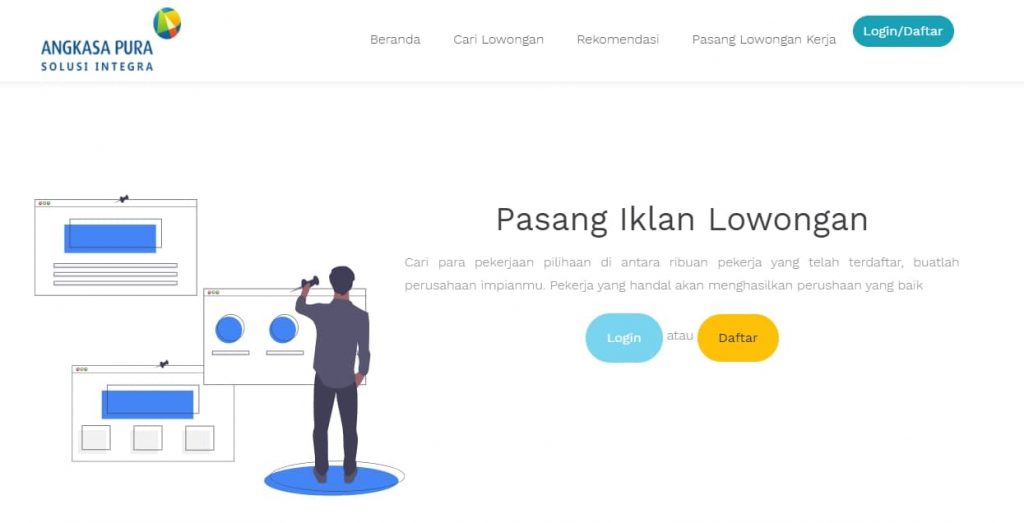 ANGKASA PURA
SOLUSI INTEGRA
Beranda
Cari Lowongan
Rekomendasi
Pasang Lowongan Kerja
Login/Daftar
Pasang Iklan Lowongan
Cari para pekerjaan pilihaan di antara ribuan pekerja yang telah terdaftar, buatlah
perusahaan impianmu. Pekerja yang handal akan menghasilkan perushaan yang baik
Login atau Daftar